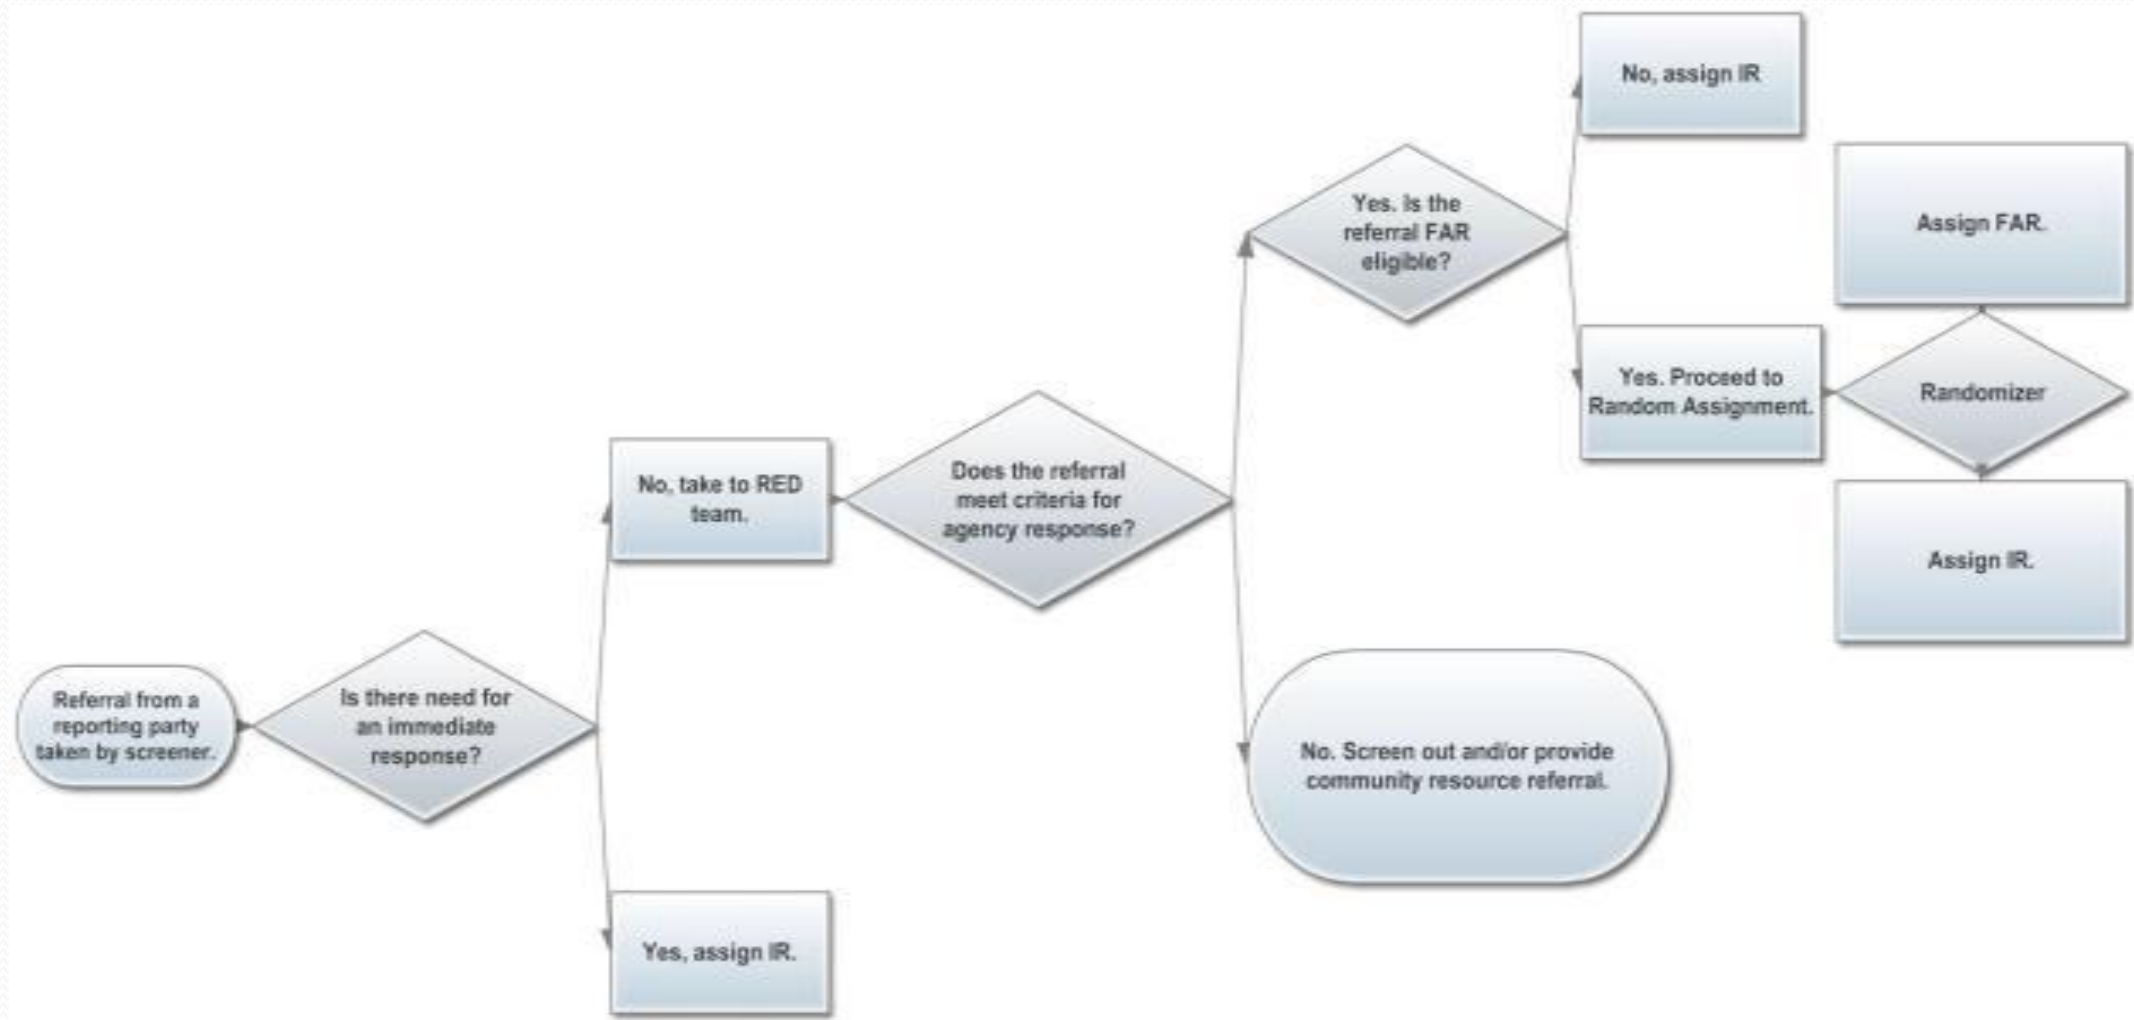 Referral from a
reporting party
taken by screener.
Is there need for
an immediate
response?
No, take to RED
team.
Yes, assign IR.
Does the referral
meet criteria for
agency response?
Yes. Is the
referral FAR
eligible?
No. Screen out and/or provide
community resource referral.
No, assign IR
Yes. Proceed to
Random Assignment.
Randomizer
Assign FAR.
Assign IR.